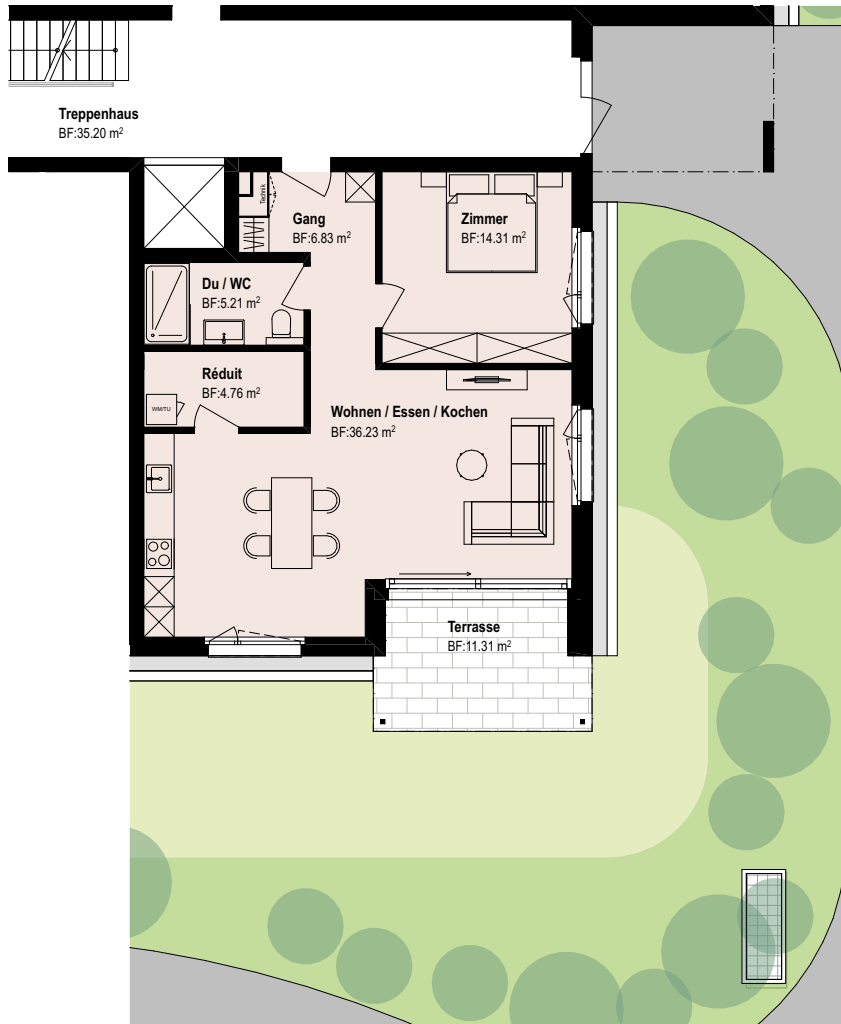 Treppenhaus
BF:35.20 m²
Technik
Gang
BF:6.83 m²
Zimmer
BF:14.31 m²
Du / WC
BF:5.21 m²
Réduit
BF:4.76 m²
WM/TU
Wohnen / Essen / Kochen
BF:36.23 m²
Terrasse
BF:11.31 m²